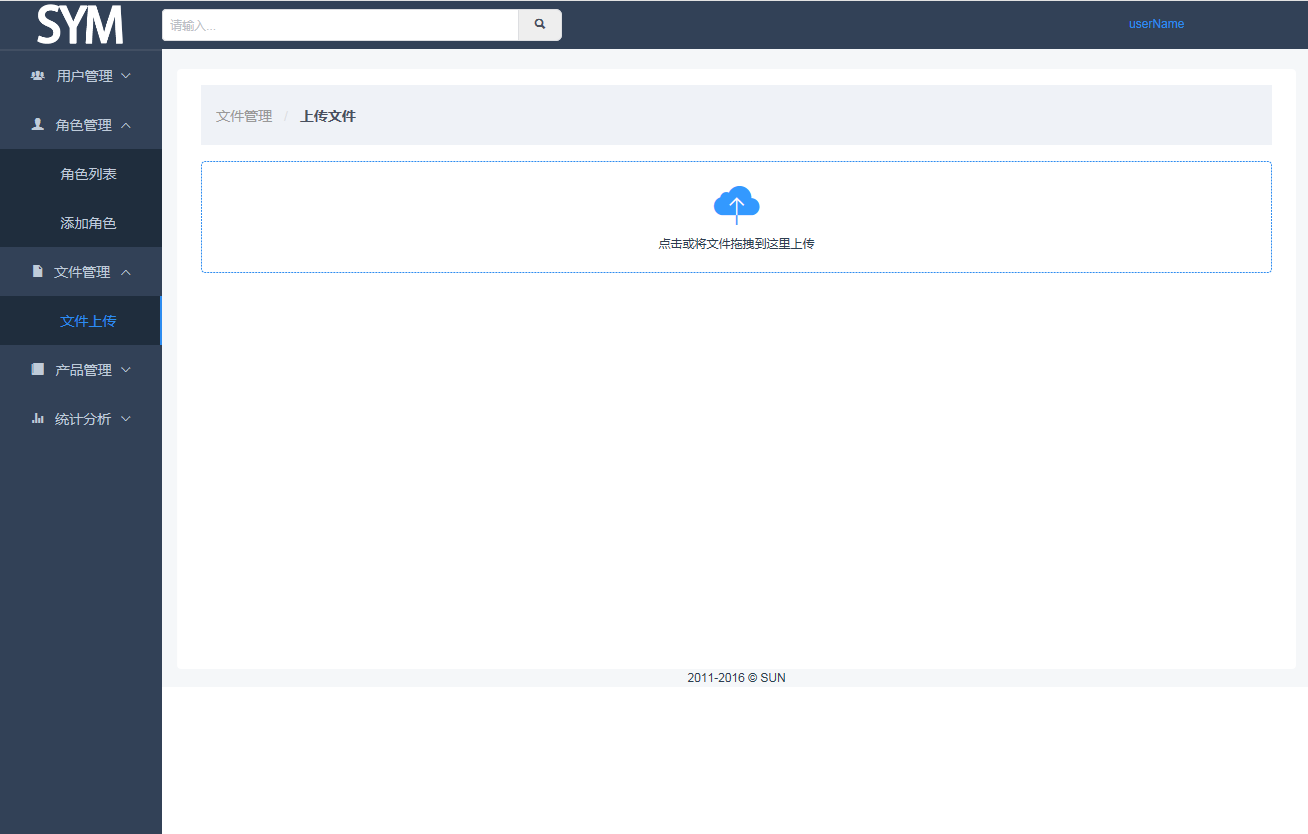 SYM
请输入...
userName
用户管理
角色管理
角色列表
添加角色
文件管理
文件上传
产品管理
统计分析
文件管理 / 上传文件
点击或将文件拖拽到这里上传
2011-2016 © SUN